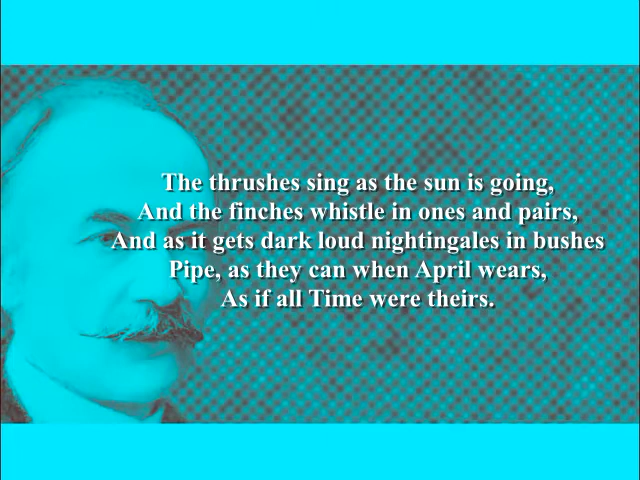 The thrushes sing as the sun is going,
And the finches whistle in ones and pairs,
And as it gets dark loud nightingales in bushes
Pipe, as they can when April wears,
As if all Time were theirs.